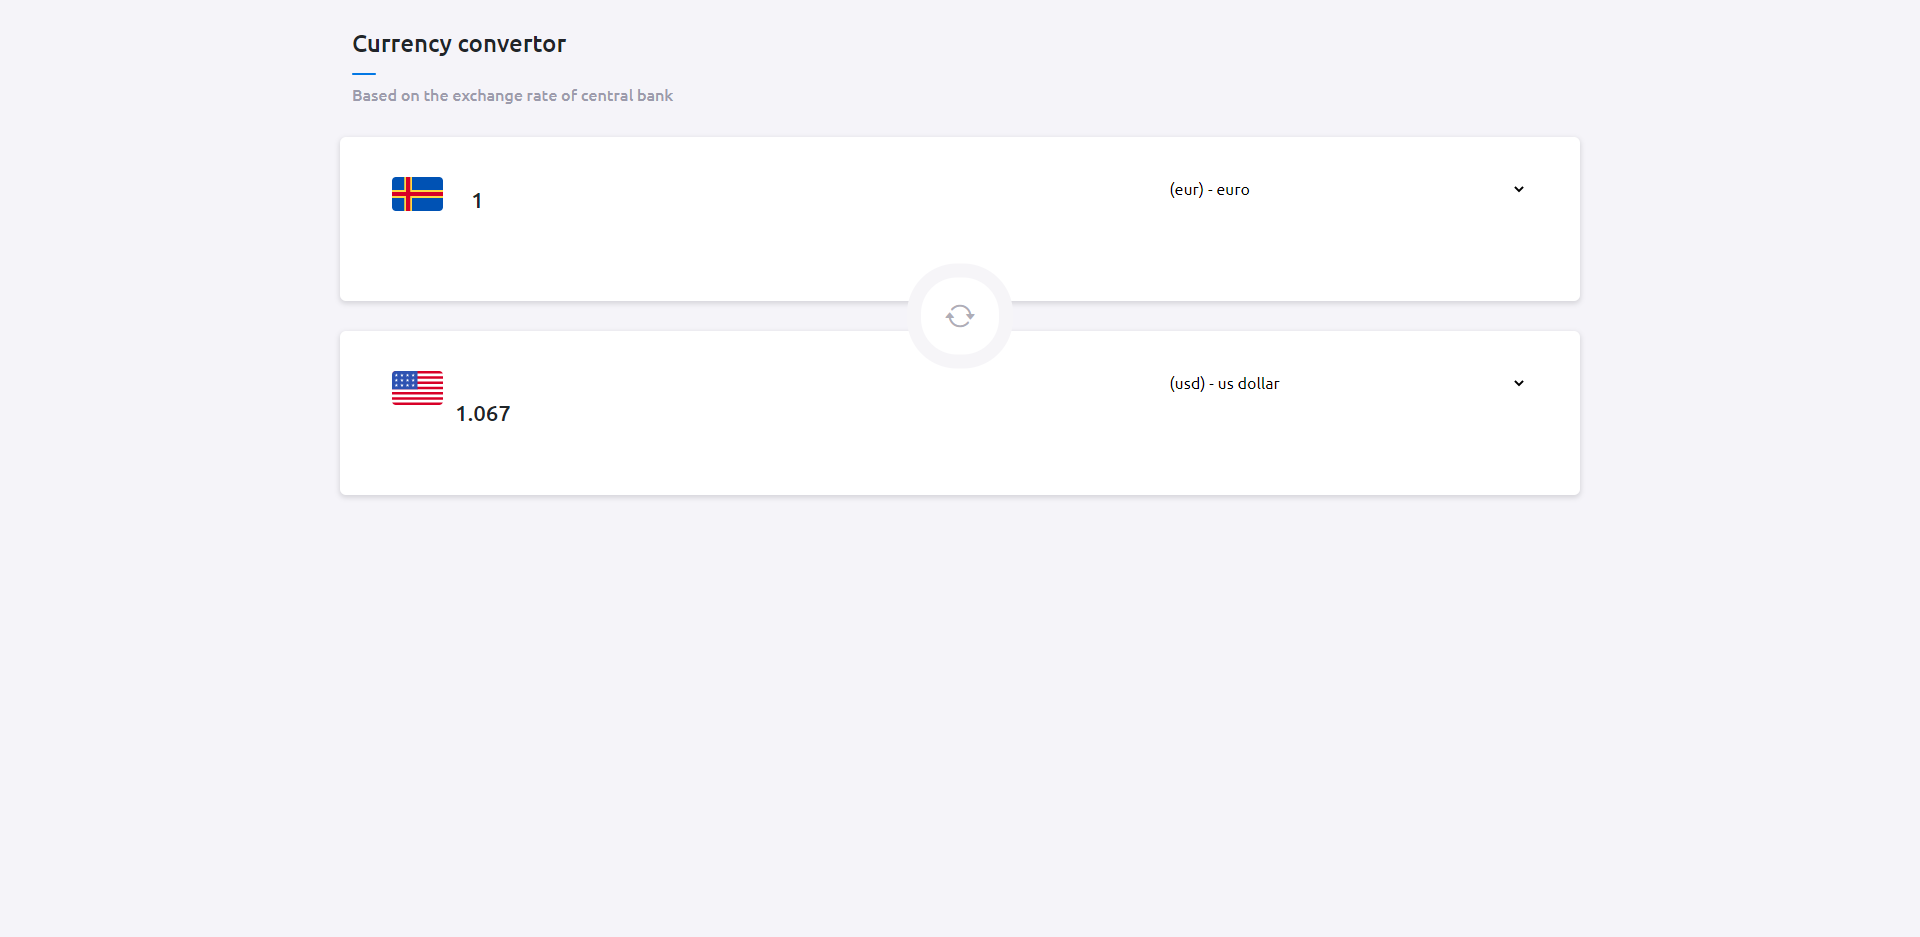 Currency convertor
Based on the exchange rate of central bank
1
(eur) - euro
(usd) - us dollar
1.067